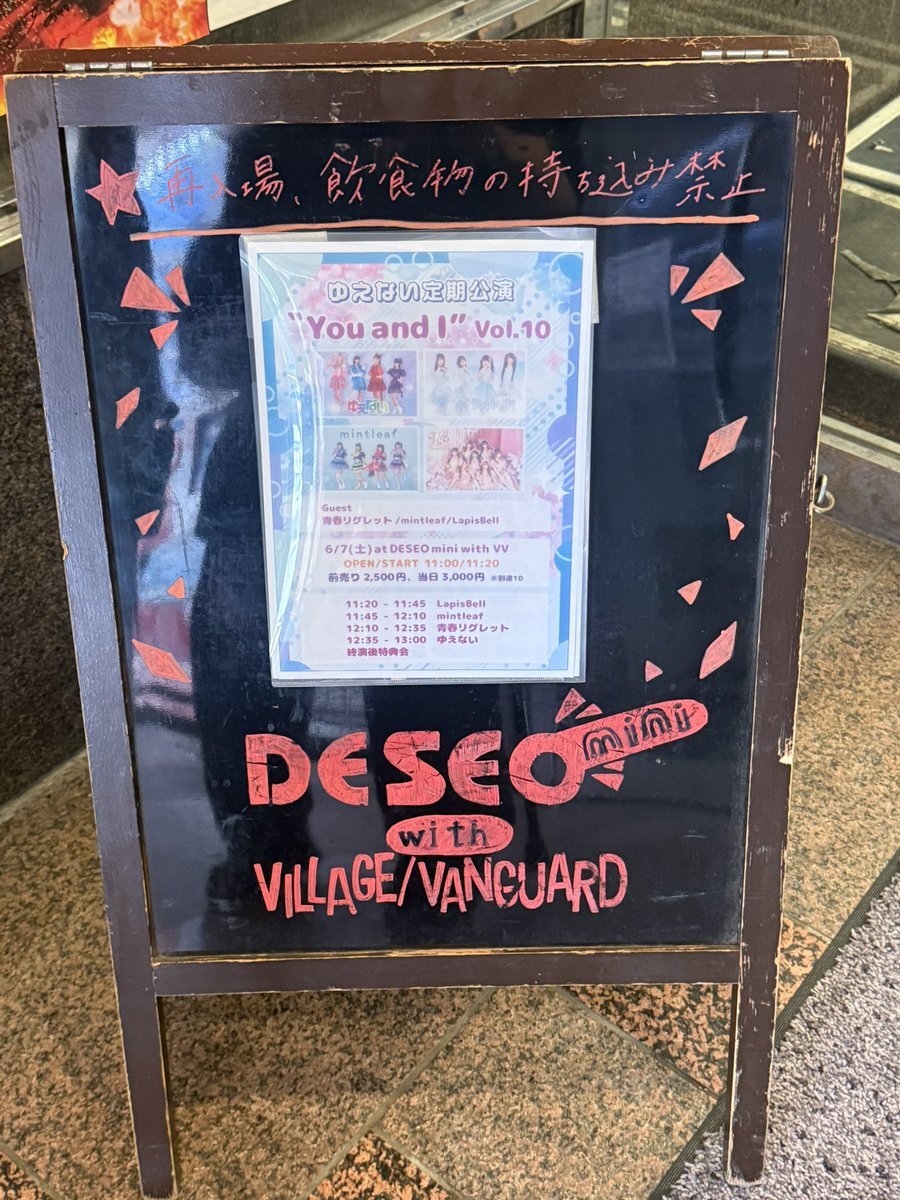 ★再入場、飲食物の持ち込み禁止
ゆえない定期公演
"You and I" Vol.10
ゆえない
mintleaf
Guest
青春リグレット/mintleaf/LapisBell
6/7(土)at DESEO mini with VV
OPEN/START 11:00/11:20
前売り 2,500円、当日 3,000円 ※別途1D
11:20 - 11:45 LapisBell
11:45 - 12:10 mintleaf
12:10 - 12:35 青春リグレット
12:35 - 13:00 ゆえない
終演後特典会
DESEO mini
with
VILLAGE/VANGUARD